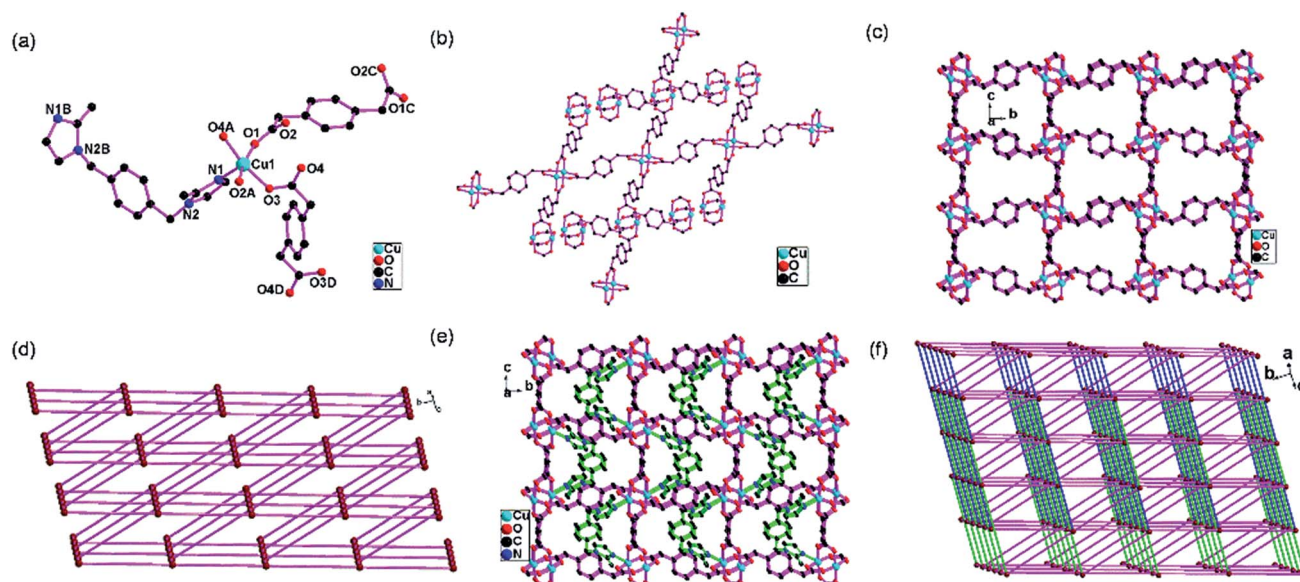 (a)
O2C
O1C
N1B
N2B
O4A
O1
O2
Cu1
N1
O4
O2A
O3
N2
O4D
O3D
Cu
O
C
N
(b)
Cu
O
C
(c)
c
a b
Cu
O
C
(d)
b
c
(e)
c
b
a
Cu
O
C
N
(f)
a
b